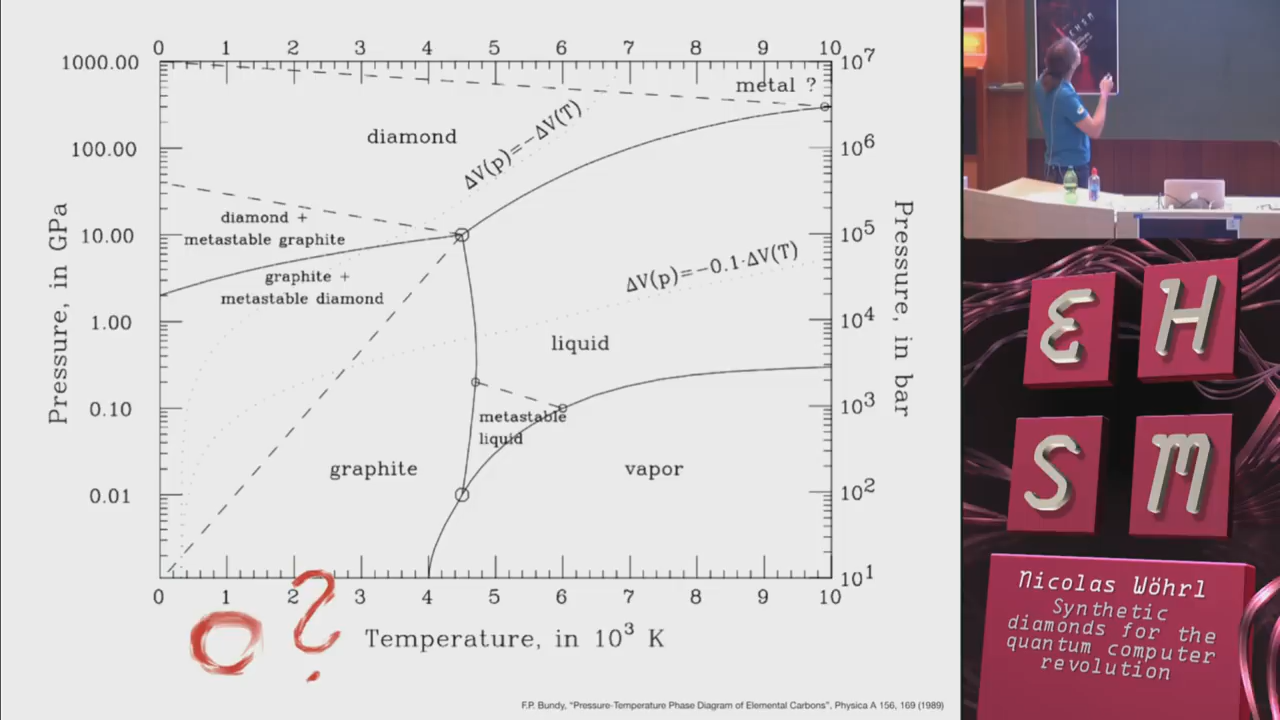 0 1 2 3 4 5 6 7 8 9 10
1000.00
10⁷
metal ?
diamond
ΔV(p)=−ΔV(T)
100.00
10⁶
diamond +
metastable graphite
10.00
10⁵
graphite +
metastable diamond
ΔV(p)=−0.1·ΔV(T)
1.00
10⁴
liquid
0.10
10³
metastable
liquid
graphite
vapor
0.01
10²
10¹
Pressure, in GPa
Pressure, in bar
0 1 2 3 4 5 6 7 8 9 10
?
Temperature, in 10³ K
F.P. Bundy, "Pressure-Temperature Phase Diagram of Elemental Carbons", Physica A 156, 169 (1989)
EHSM
E H
S M
Nicolas Wöhrl
Synthetic
diamonds for the
quantum computer
revolution